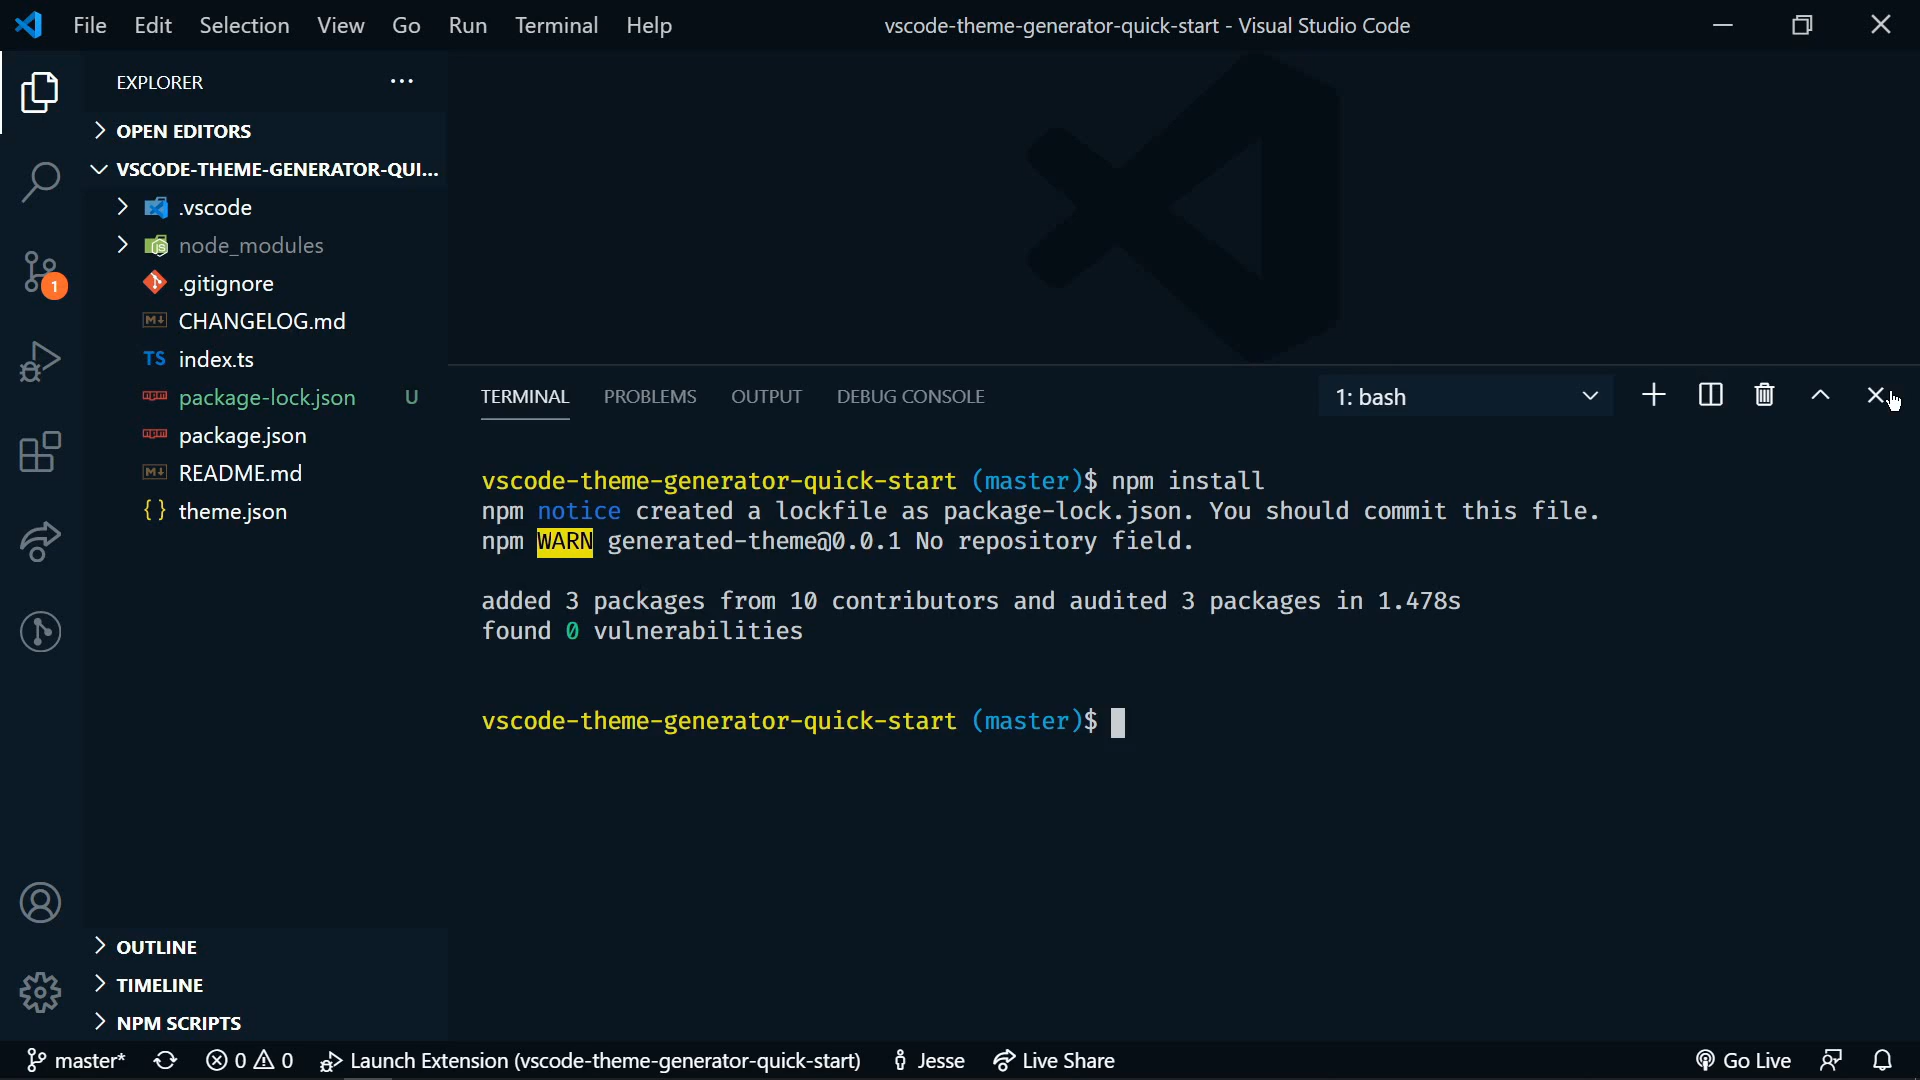 File Edit Selection View Go Run Terminal Help
vscode-theme-generator-quick-start - Visual Studio Code
EXPLORER
OPEN EDITORS
VSCODE-THEME-GENERATOR-QUI...
.vscode
node_modules
.gitignore
CHANGELOG.md
TS index.ts
package-lock.json U
package.json
README.md
{ } theme.json
1
OUTLINE
TIMELINE
NPM SCRIPTS
TERMINAL PROBLEMS OUTPUT DEBUG CONSOLE
1: bash
vscode-theme-generator-quick-start (master)$ npm install
npm notice created a lockfile as package-lock.json. You should commit this file.
npm WARN generated-theme@0.0.1 No repository field.
added 3 packages from 10 contributors and audited 3 packages in 1.478s
found 0 vulnerabilities
vscode-theme-generator-quick-start (master)$
master* 0 0 Launch Extension (vscode-theme-generator-quick-start) Jesse Live Share Go Live